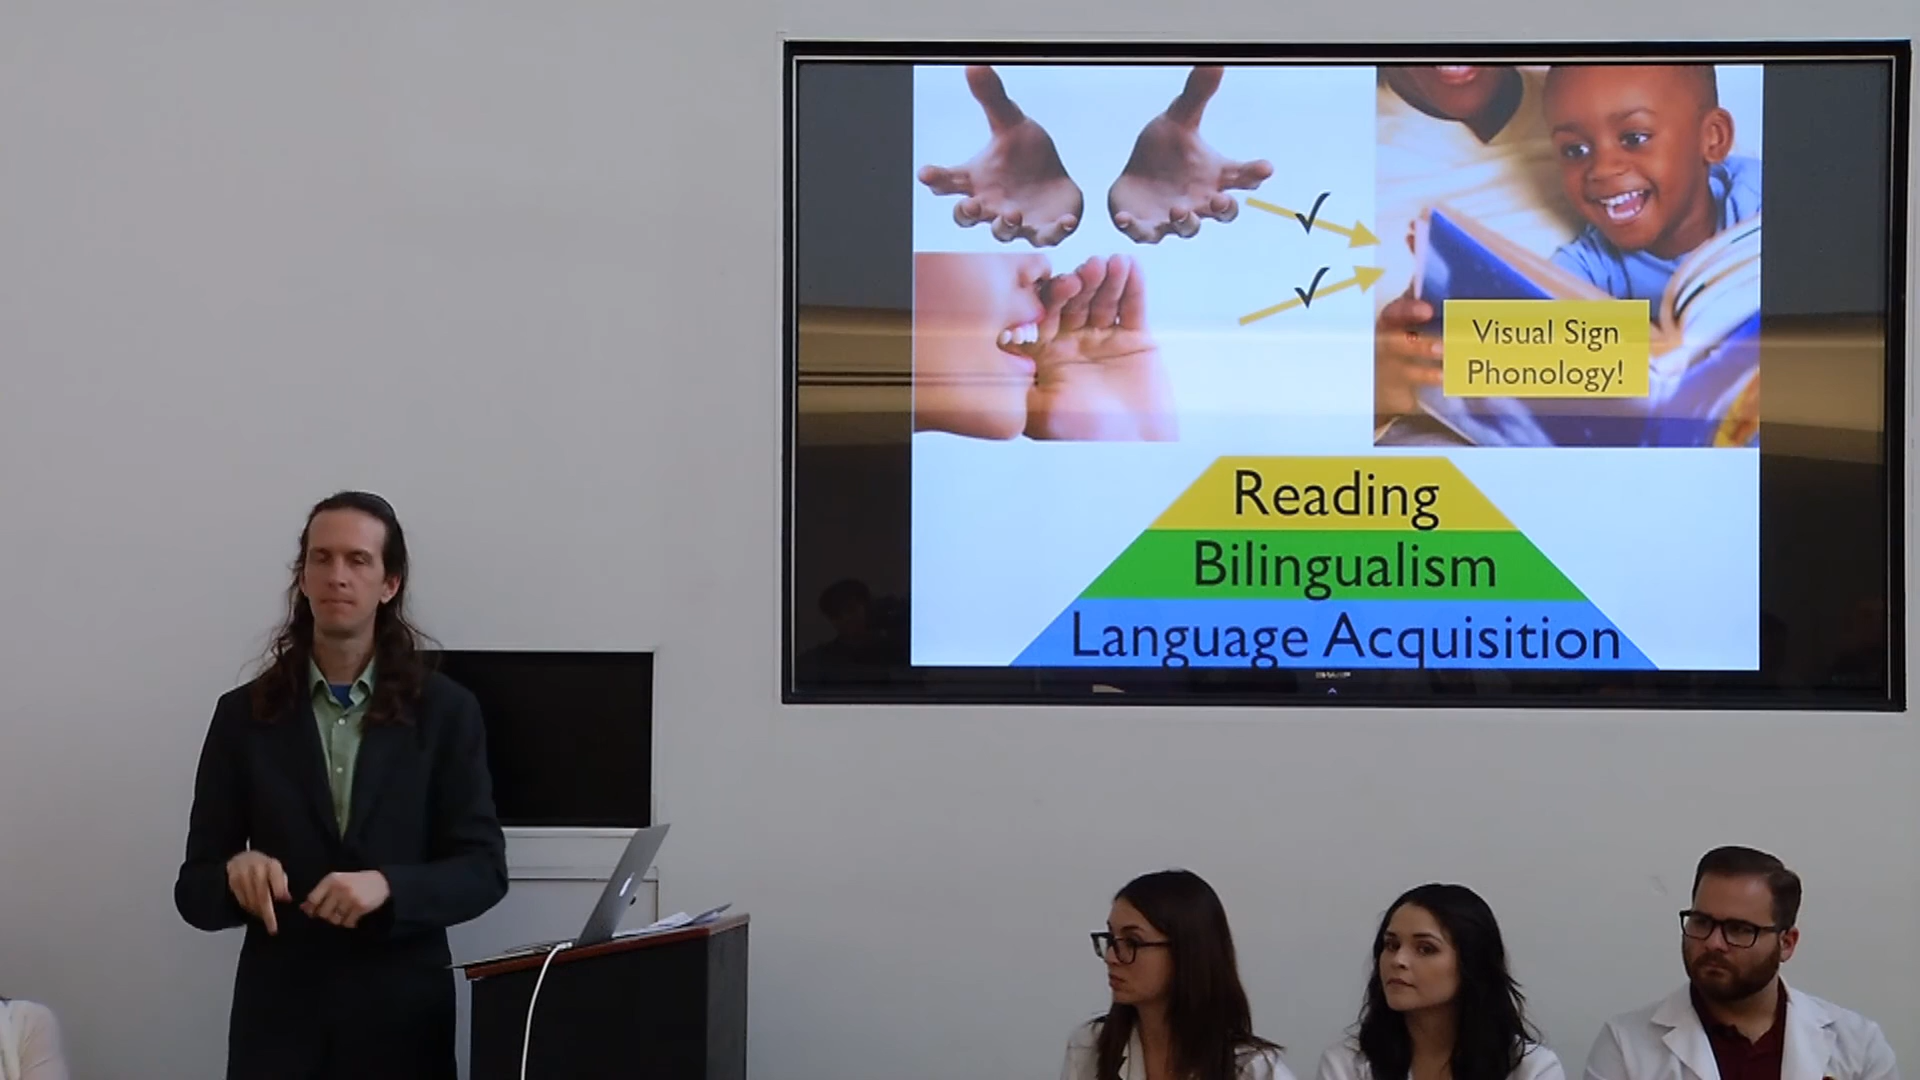 Visual Sign
Phonology!
Reading
Bilingualism
Language Acquisition